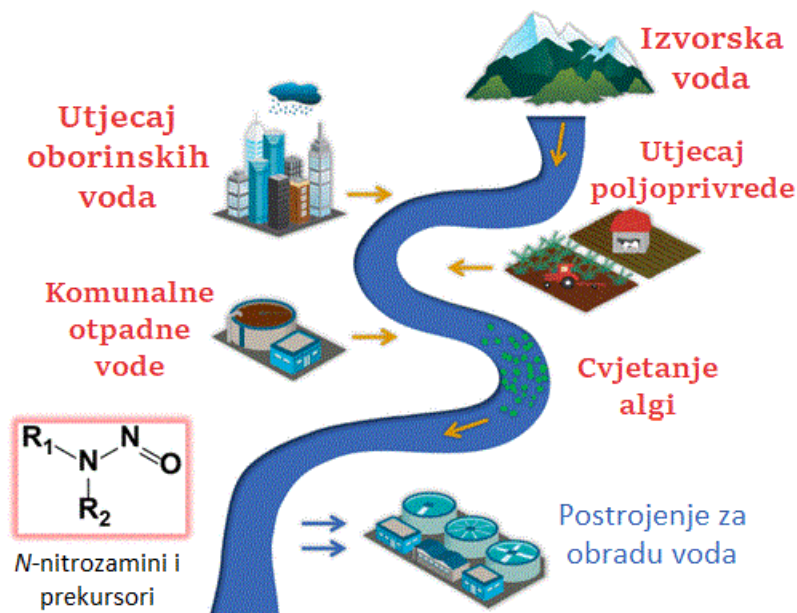 Izvorska
voda
Utjecaj
oborinskih
voda
Utjecaj
poljoprivrede
Komunalne
otpadne
vode
Cvjetanje
algi
R1
N
N
O
R2
N-nitrozamini i
prekursori
Postrojenje za
obradu voda